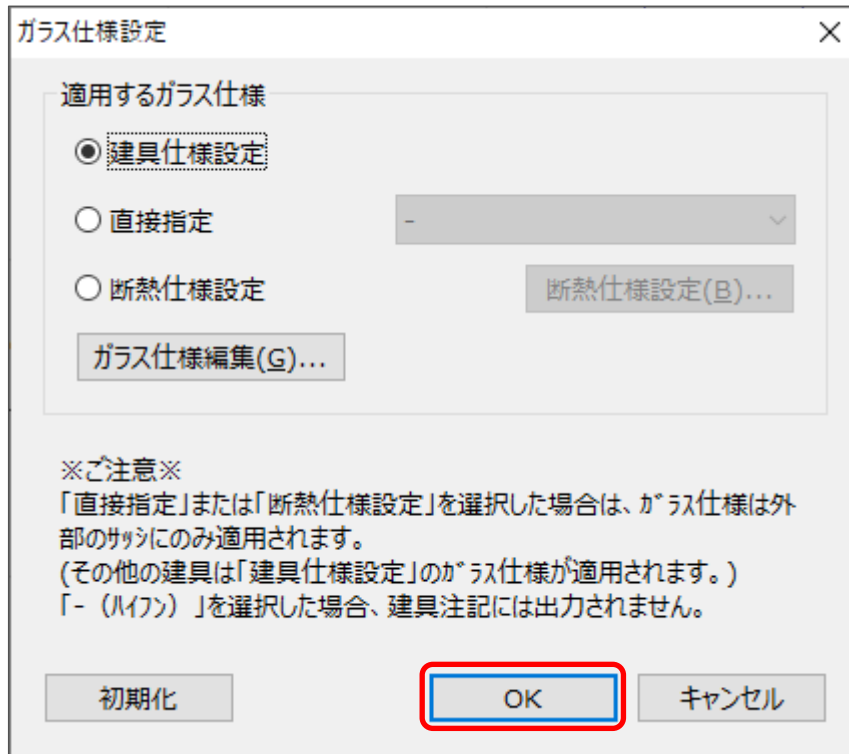 ガラス仕様設定
適用するガラス仕様
建具仕様設定
直接指定
-
断熱仕様設定
断熱仕様設定(B)...
ガラス仕様編集(G)...
※ご注意※
「直接指定」または「断熱仕様設定」を選択した場合は、ｶﾞﾗｽ仕様は外
部のｻｯｼにのみ適用されます。
(その他の建具は「建具仕様設定」のｶﾞﾗｽ仕様が適用されます。)
「-（ﾊｲﾌﾝ）」を選択した場合、建具注記には出力されません。
初期化
OK
キャンセル